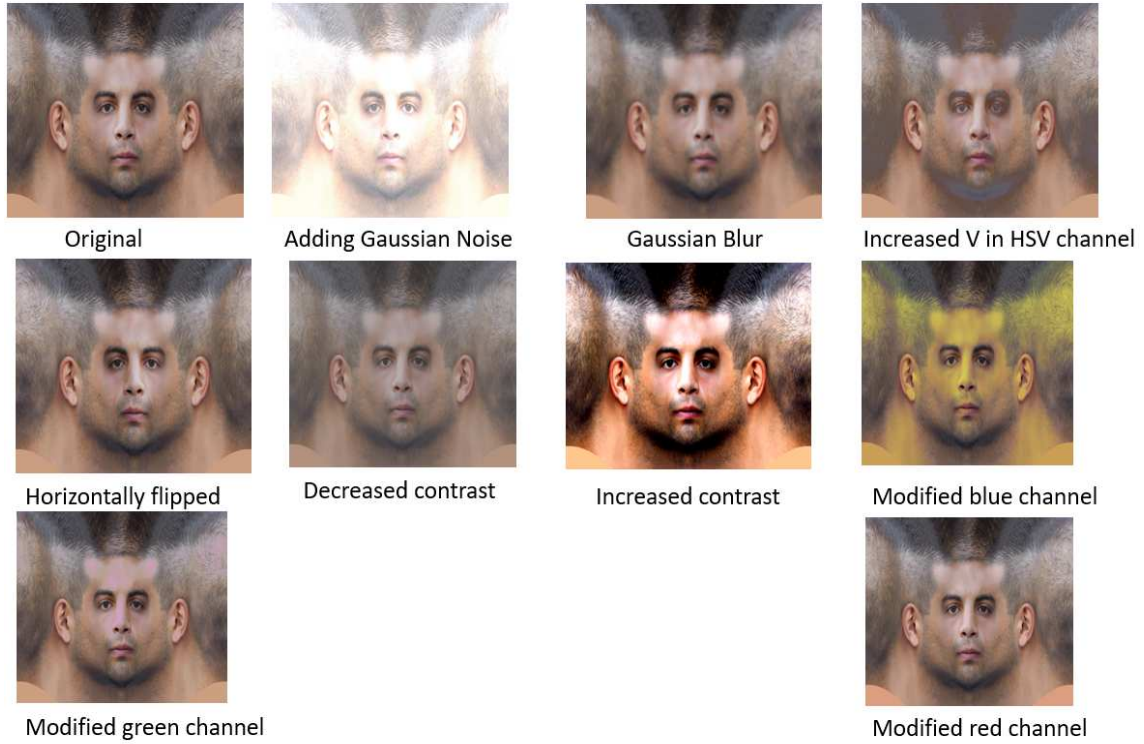 Original
Adding Gaussian Noise
Gaussian Blur
Increased V in HSV channel
Horizontally flipped
Decreased contrast
Increased contrast
Modified blue channel
Modified green channel
Modified red channel